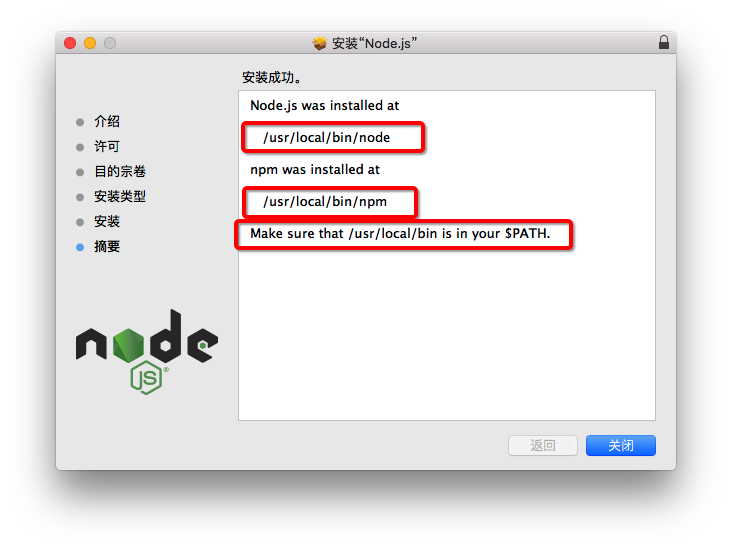 安装“Node.js”
安装成功。
介绍
许可
目的宗卷
安装类型
安装
摘要
Node.js was installed at
/usr/local/bin/node
npm was installed at
/usr/local/bin/npm
Make sure that /usr/local/bin is in your $PATH.
node
JS®
返回
关闭